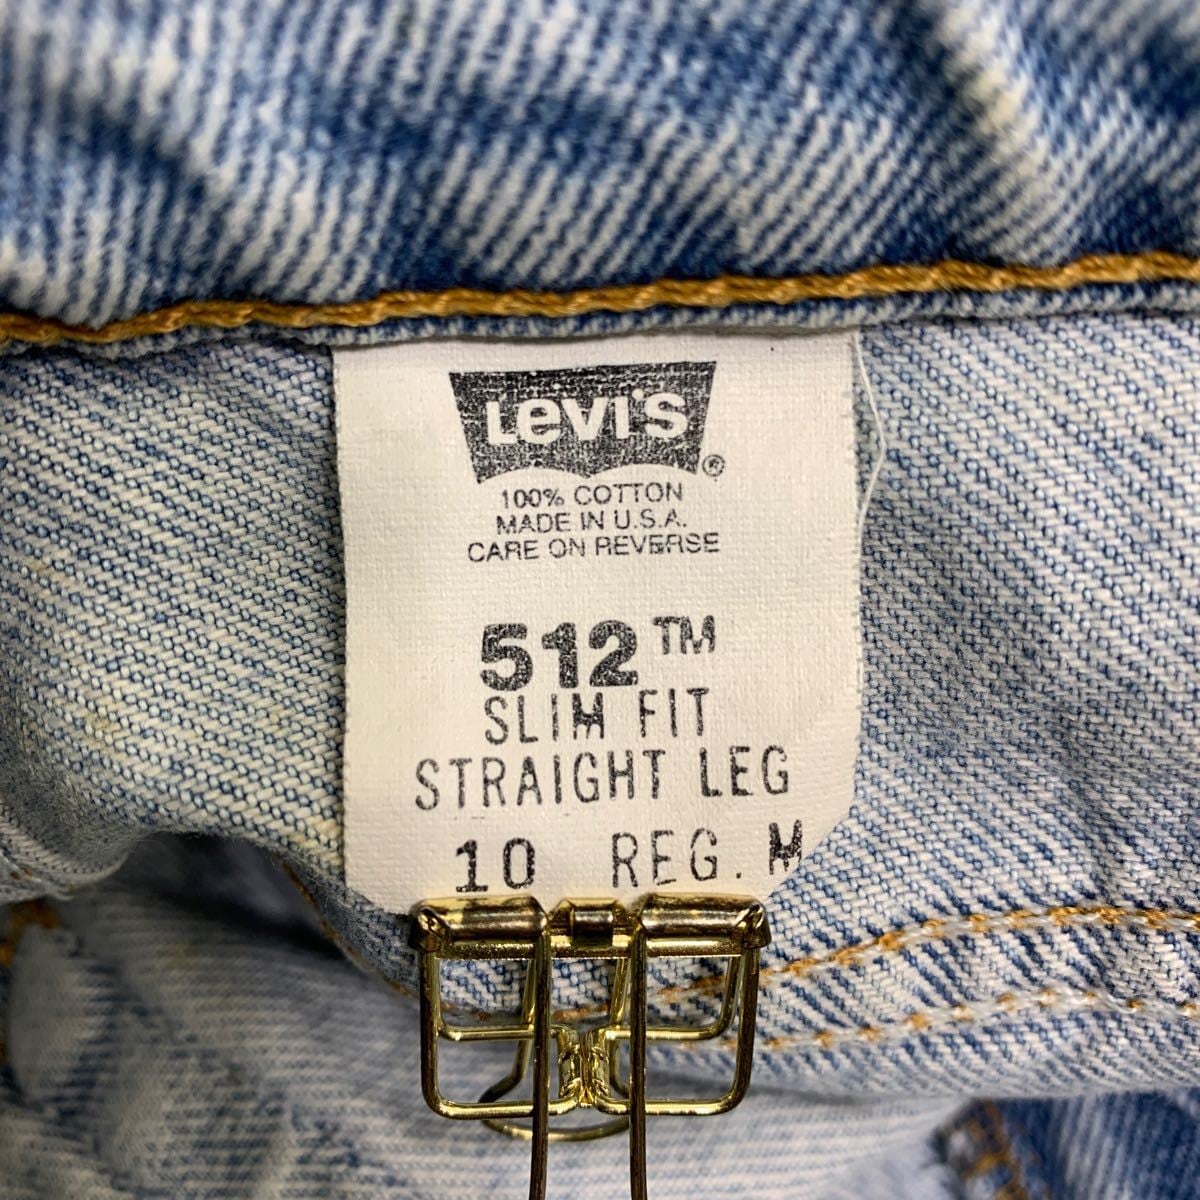 Levi's ®
100% COTTON
MADE IN U.S.A.
CARE ON REVERSE
512™
SLIM FIT
STRAIGHT LEG
10 REG. M